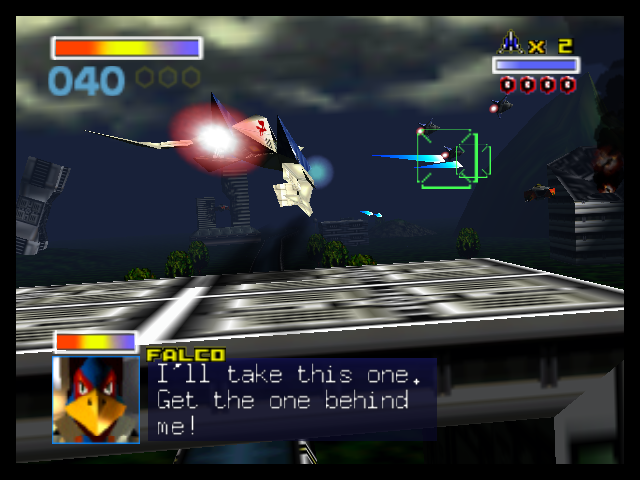 x 2
040
FALCO
I'll take this one.
Get the one behind
me!